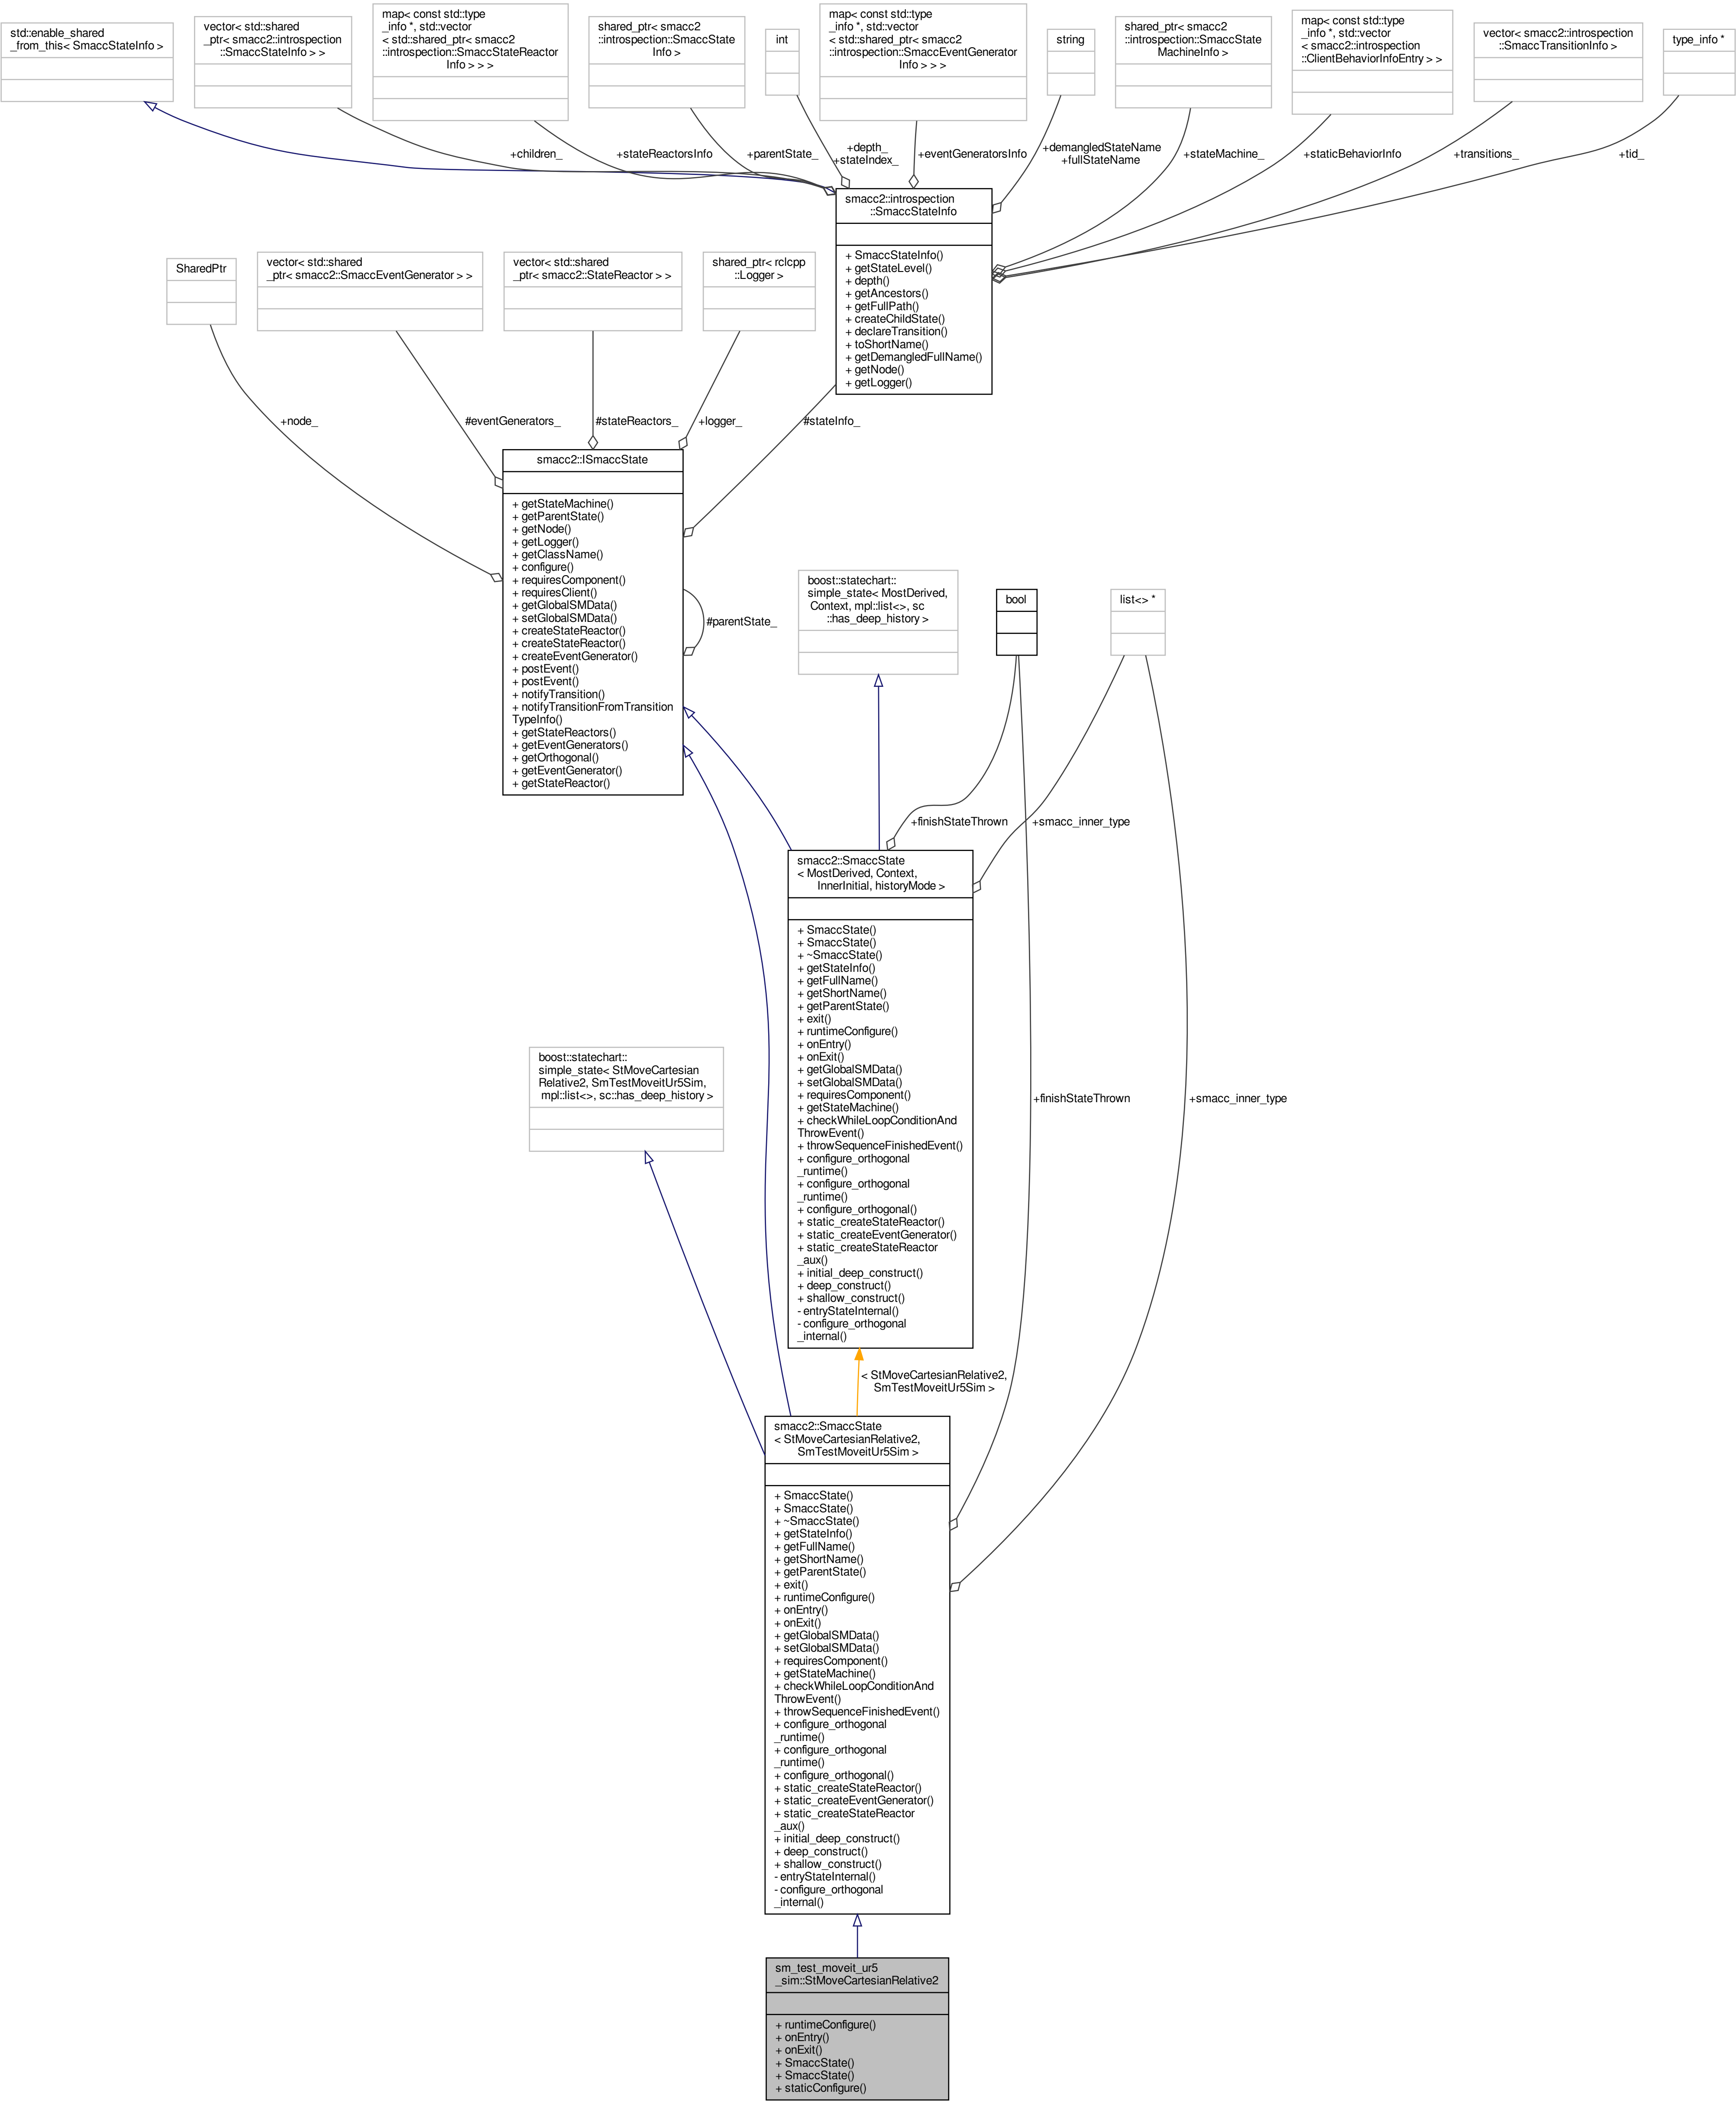 std::enable_shared
_from_this< SmaccStateInfo >
vector< std::shared
_ptr< smacc2::introspection
::SmaccStateInfo > >
map< const std::type
_info *, std::vector
< std::shared_ptr< smacc2
::introspection::SmaccStateReactor
Info > > >
shared_ptr< smacc2
::introspection::SmaccState
Info >
int
map< const std::type
_info *, std::vector
< std::shared_ptr< smacc2
::introspection::SmaccEventGenerator
Info > > >
string
shared_ptr< smacc2
::introspection::SmaccState
MachineInfo >
map< const std::type
_info *, std::vector
< smacc2::introspection
::ClientBehaviorInfoEntry > >
vector< smacc2::introspection
::SmaccTransitionInfo >
type_info *
+children_
+stateReactorsInfo
+parentState_
+depth_
+stateIndex_
+eventGeneratorsInfo
+demangledStateName
+fullStateName
+stateMachine_
+staticBehaviorInfo
+transitions_
+tid_
smacc2::introspection
::SmaccStateInfo
+ SmaccStateInfo()
+ getStateLevel()
+ depth()
+ getAncestors()
+ getFullPath()
+ createChildState()
+ declareTransition()
+ toShortName()
+ getDemangledFullName()
+ getNode()
+ getLogger()
SharedPtr
vector< std::shared
_ptr< smacc2::SmaccEventGenerator > >
vector< std::shared
_ptr< smacc2::StateReactor > >
shared_ptr< rclcpp
::Logger >
+node_
#eventGenerators_
#stateReactors_
+logger_
#stateInfo_
smacc2::ISmaccState
+ getStateMachine()
+ getParentState()
+ getNode()
+ getLogger()
+ getClassName()
+ configure()
+ requiresComponent()
+ requiresClient()
+ getGlobalSMData()
+ setGlobalSMData()
+ createStateReactor()
+ createStateReactor()
+ createEventGenerator()
+ postEvent()
+ postEvent()
+ notifyTransition()
+ notifyTransitionFromTransition
TypeInfo()
+ getStateReactors()
+ getEventGenerators()
+ getOrthogonal()
+ getEventGenerator()
+ getStateReactor()
#parentState_
boost::statechart::
simple_state< MostDerived,
Context, mpl::list<>, sc
::has_deep_history >
bool
list<> *
+finishStateThrown
+smacc_inner_type
smacc2::SmaccState
< MostDerived, Context,
InnerInitial, historyMode >
+ SmaccState()
+ SmaccState()
+ ~SmaccState()
+ getStateInfo()
+ getFullName()
+ getShortName()
+ getParentState()
+ exit()
+ runtimeConfigure()
+ onEntry()
+ onExit()
+ getGlobalSMData()
+ setGlobalSMData()
+ requiresComponent()
+ getStateMachine()
+ checkWhileLoopConditionAnd
ThrowEvent()
+ throwSequenceFinishedEvent()
+ configure_orthogonal
_runtime()
+ configure_orthogonal
_runtime()
+ configure_orthogonal()
+ static_createStateReactor()
+ static_createEventGenerator()
+ static_createStateReactor
_aux()
+ initial_deep_construct()
+ deep_construct()
+ shallow_construct()
- entryStateInternal()
- configure_orthogonal
_internal()
boost::statechart::
simple_state< StMoveCartesian
Relative2, SmTestMoveitUr5Sim,
mpl::list<>, sc::has_deep_history >
+finishStateThrown
+smacc_inner_type
< StMoveCartesianRelative2,
SmTestMoveitUr5Sim >
smacc2::SmaccState
< StMoveCartesianRelative2,
SmTestMoveitUr5Sim >
+ SmaccState()
+ SmaccState()
+ ~SmaccState()
+ getStateInfo()
+ getFullName()
+ getShortName()
+ getParentState()
+ exit()
+ runtimeConfigure()
+ onEntry()
+ onExit()
+ getGlobalSMData()
+ setGlobalSMData()
+ requiresComponent()
+ getStateMachine()
+ checkWhileLoopConditionAnd
ThrowEvent()
+ throwSequenceFinishedEvent()
+ configure_orthogonal
_runtime()
+ configure_orthogonal
_runtime()
+ configure_orthogonal()
+ static_createStateReactor()
+ static_createEventGenerator()
+ static_createStateReactor
_aux()
+ initial_deep_construct()
+ deep_construct()
+ shallow_construct()
- entryStateInternal()
- configure_orthogonal
_internal()
sm_test_moveit_ur5
_sim::StMoveCartesianRelative2
+ runtimeConfigure()
+ onEntry()
+ onExit()
+ SmaccState()
+ SmaccState()
+ staticConfigure()